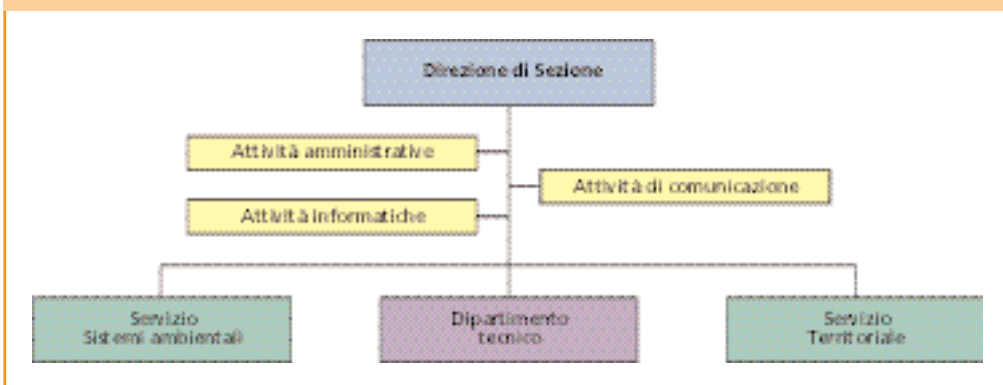 Direzione di Sezione
Attività amministrative
Attività di comunicazione
Attività informatiche
Servizio
Sistemi ambientali
Dipartimento
tecnico
Servizio
Territoriale